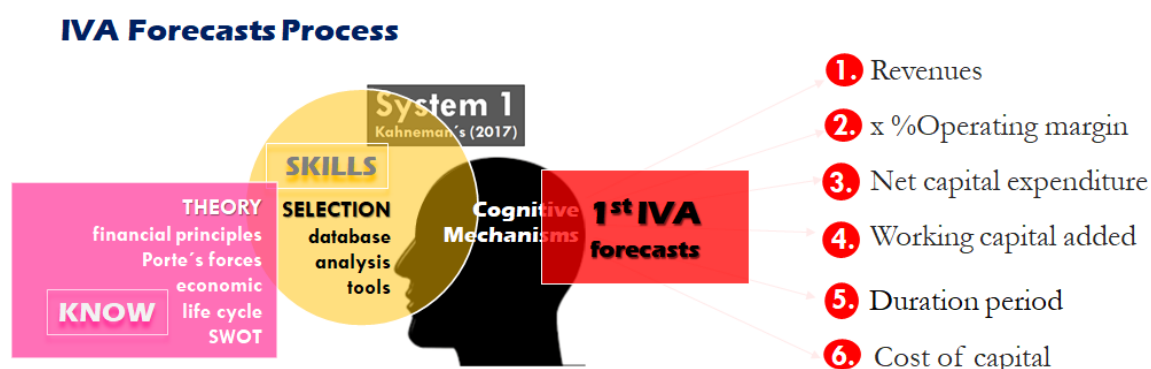 IVA Forecasts Process
System 1
Kahneman´s (2017)
SKILLS
THEORY
financial principles
Porte´s forces
economic
life cycle
SWOT
KNOW
SELECTION
database
analysis
tools
Cognitive
Mechanisms
1st IVA
forecasts
1. Revenues
2. x %Operating margin
3. Net capital expenditure
4. Working capital added
5. Duration period
6. Cost of capital